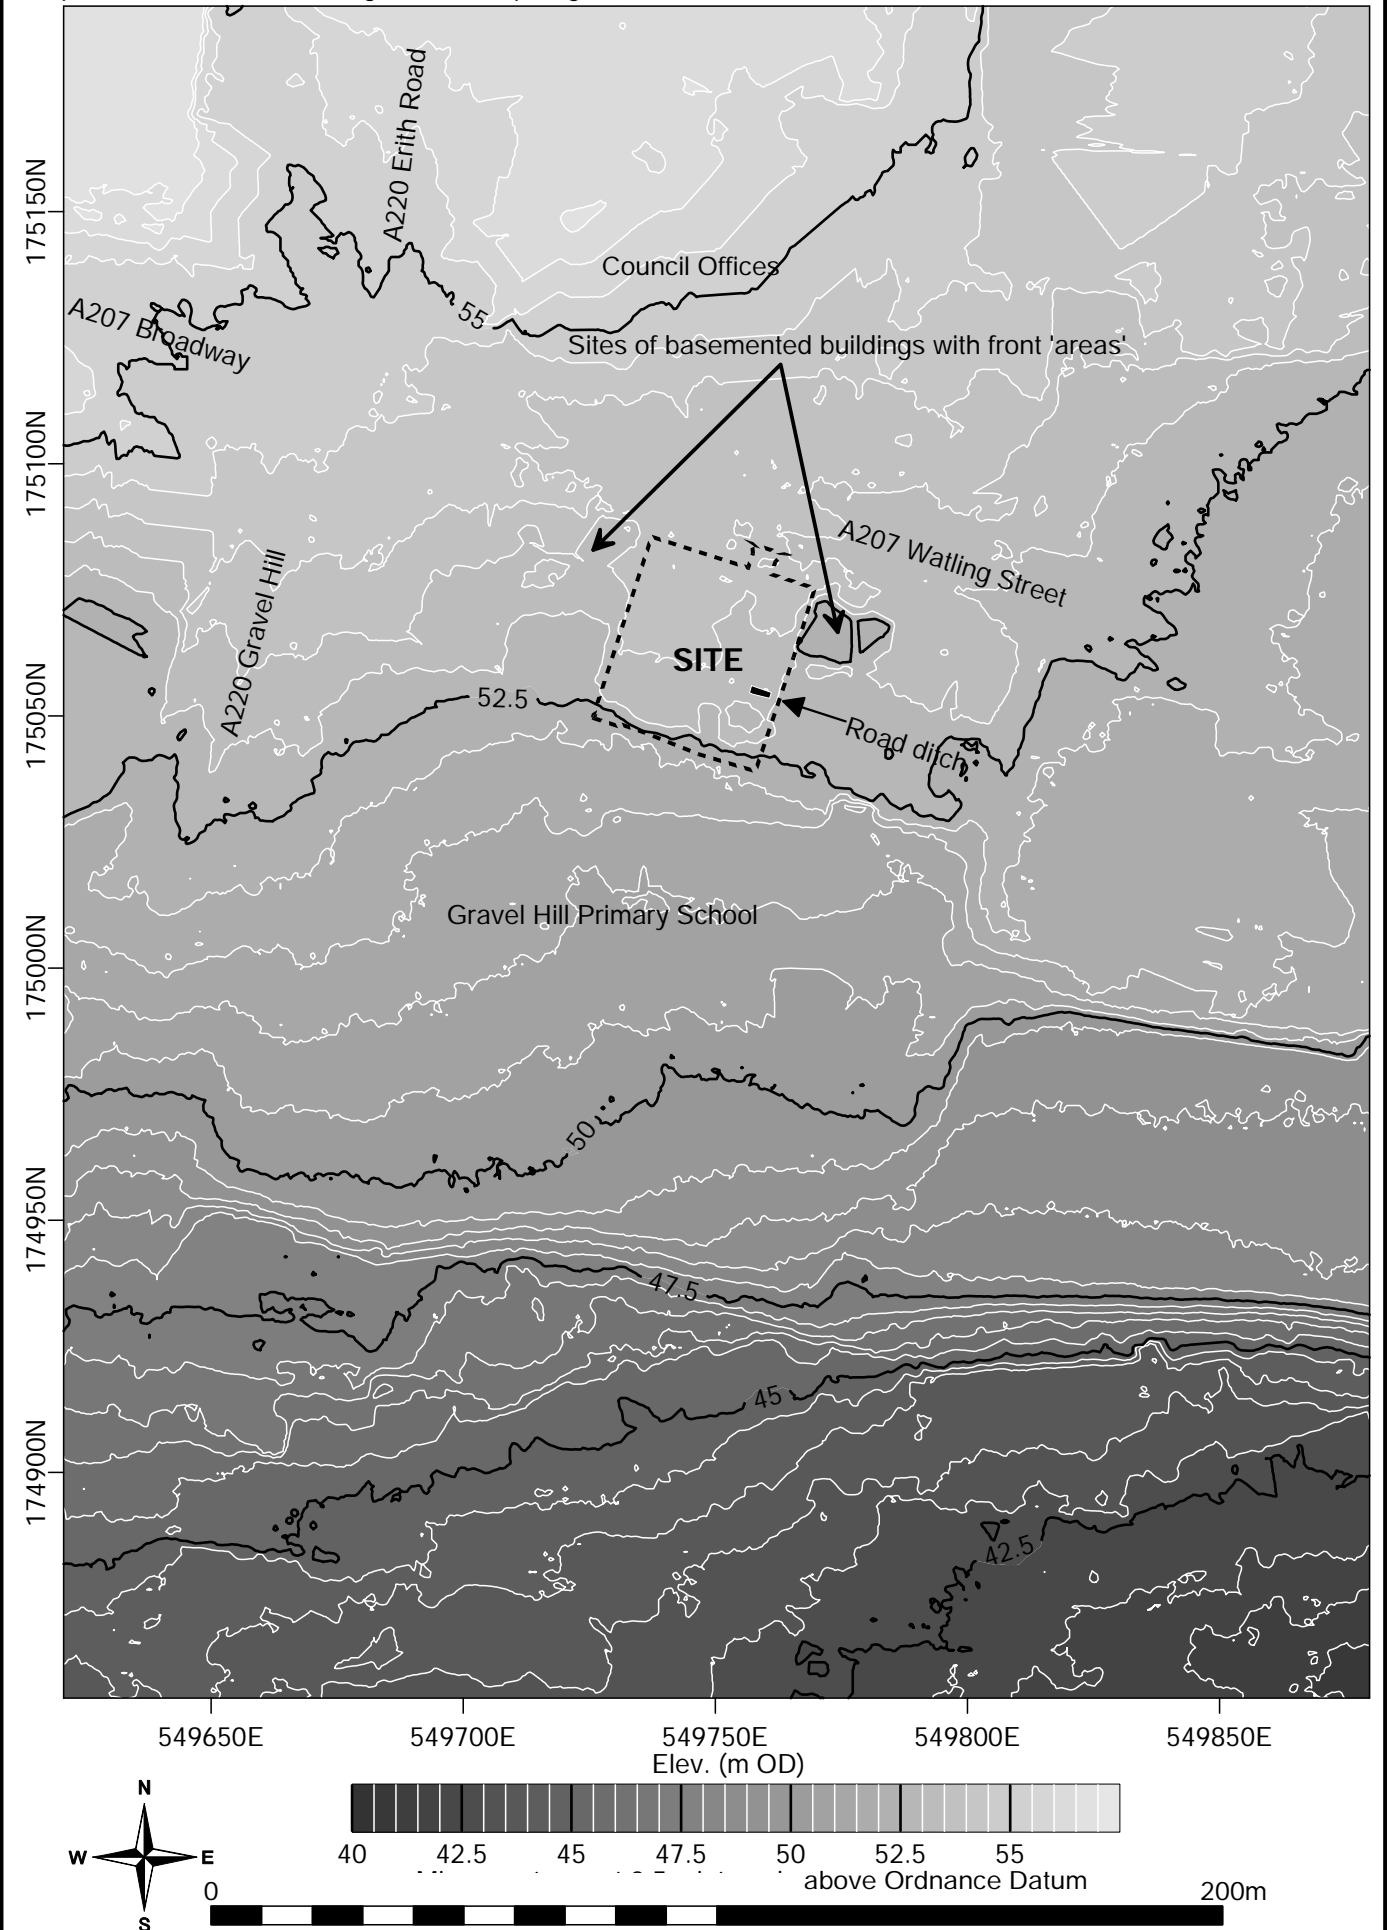 175150N
A220 Erith Road
Council Offices
55
A207 Broadway
Sites of basemented buildings with front 'areas'
175100N
A207 Watling Street
A220 Gravel Hill
SITE
52.5
175050N
Road ditch
Gravel Hill Primary School
175000N
50
174950N
47.5
45
174900N
42.5
549650E 549700E 549750E 549800E 549850E
Elev. (m OD)
N
W E
S
40 42.5 45 47.5 50 52.5 55
above Ordnance Datum
0 200m